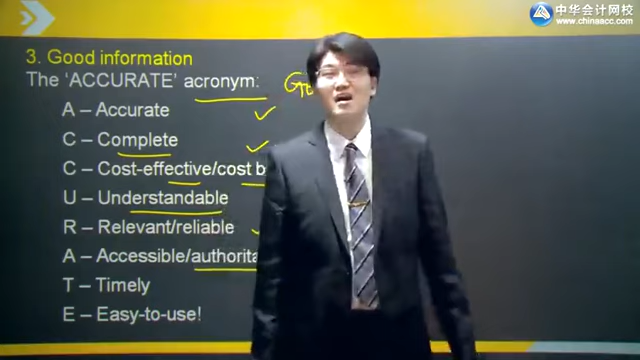 中华会计网校
www.chinaacc.com
3. Good information
The ‘ACCURATE’ acronym:
A – Accurate
C – Complete
C – Cost-effective/cost
U – Understandable
R – Relevant/reliable
A – Accessible/
T – Timely
E – Easy-to-use!